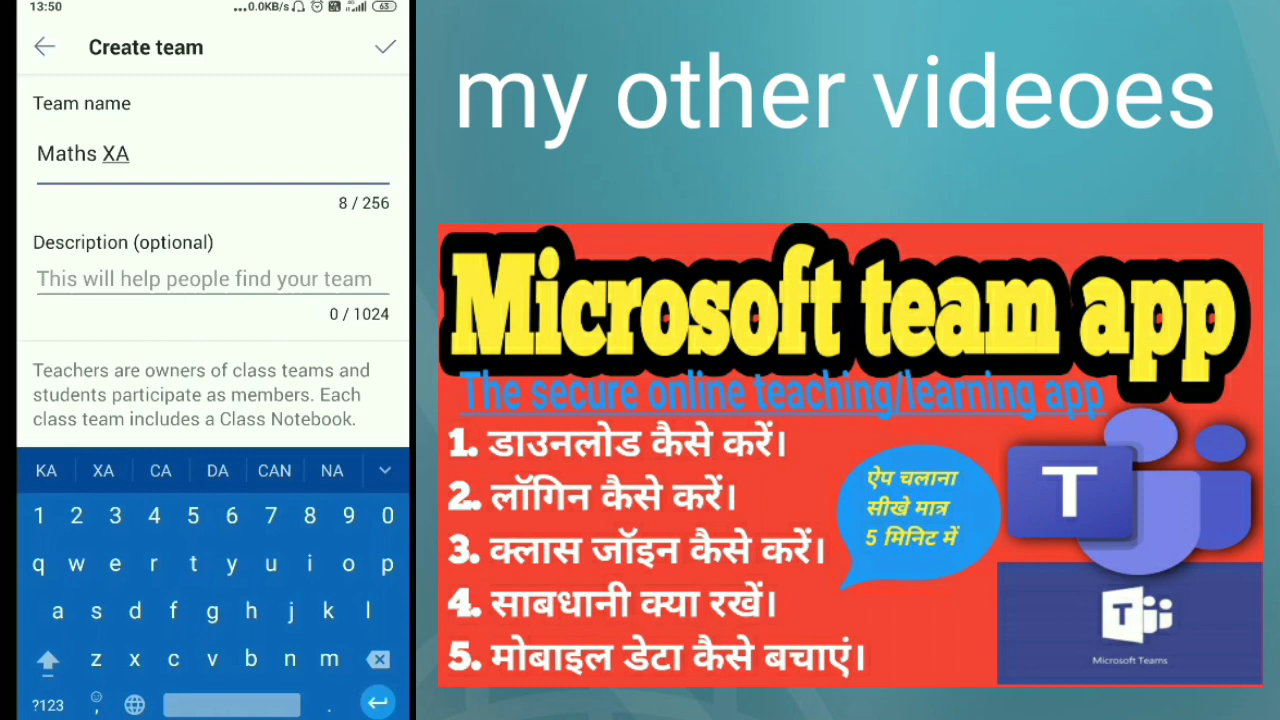 13:50
...0.0KB/s 63
Create team
Team name
Maths XA
8 / 256
Description (optional)
This will help people find your team
0 / 1024
Teachers are owners of class teams and
students participate as members. Each
class team includes a Class Notebook.
KA XA CA DA CAN NA
1 2 3 4 5 6 7 8 9 0
q w e r t y u i o p
a s d f g h j k l
z x c v b n m
?123 , .
my other videoes
Microsoft team app
The secure online teaching/learning app
1. डाउनलोड कैसे करें।
2. लॉगिन कैसे करें।
3. क्लास जॉइन कैसे करें।
4. साबधानी क्या रखें।
5. मोबाइल डेटा कैसे बचाएं।
ऐप चलाना
सीखे मात्र
5 मिनिट में
T
T
Microsoft Teams